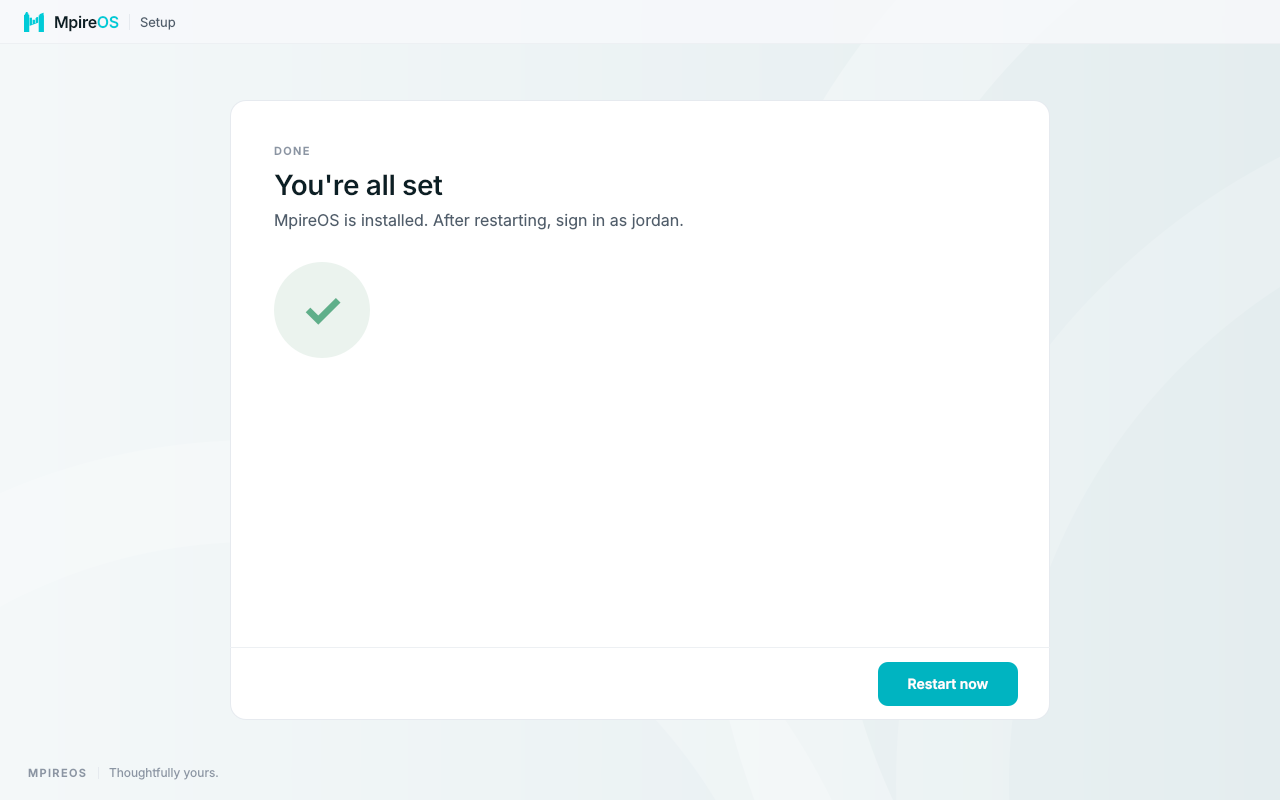 MpireOS
Setup
DONE
You're all set
MpireOS is installed. After restarting, sign in as jordan.
Restart now
MPIREOS
Thoughtfully yours.